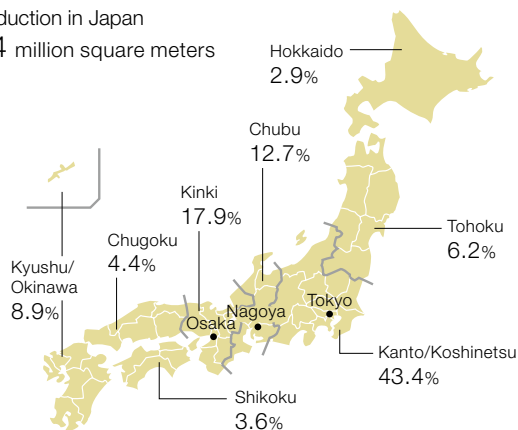 duction in Japan
4 million square meters
Hokkaido
2.9%
Chubu
12.7%
Kinki
17.9%
Tohoku
6.2%
Chugoku
4.4%
Kyushu/
Okinawa
8.9%
Tokyo
Nagoya
Osaka
Kanto/Koshinetsu
43.4%
Shikoku
3.6%